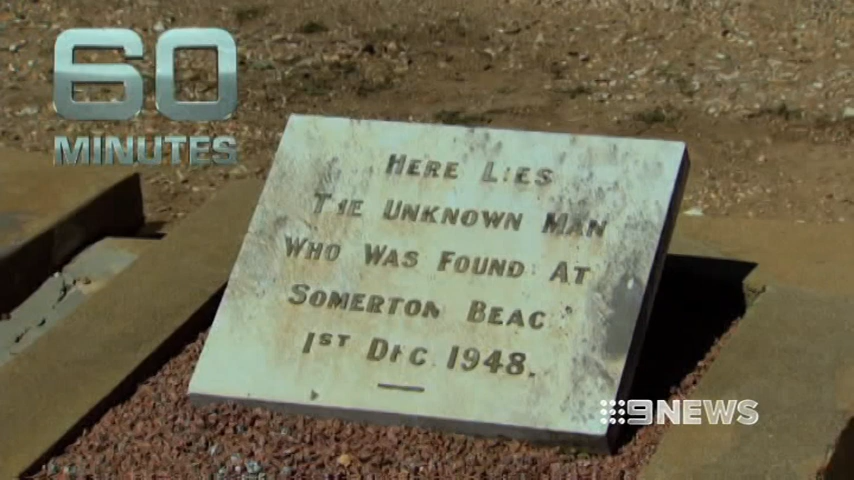 60
MINUTES
HERE LIES
THE UNKNOWN MAN
WHO WAS FOUND AT
SOMERTON BEAC
1ST DEC. 1948.
9NEWS